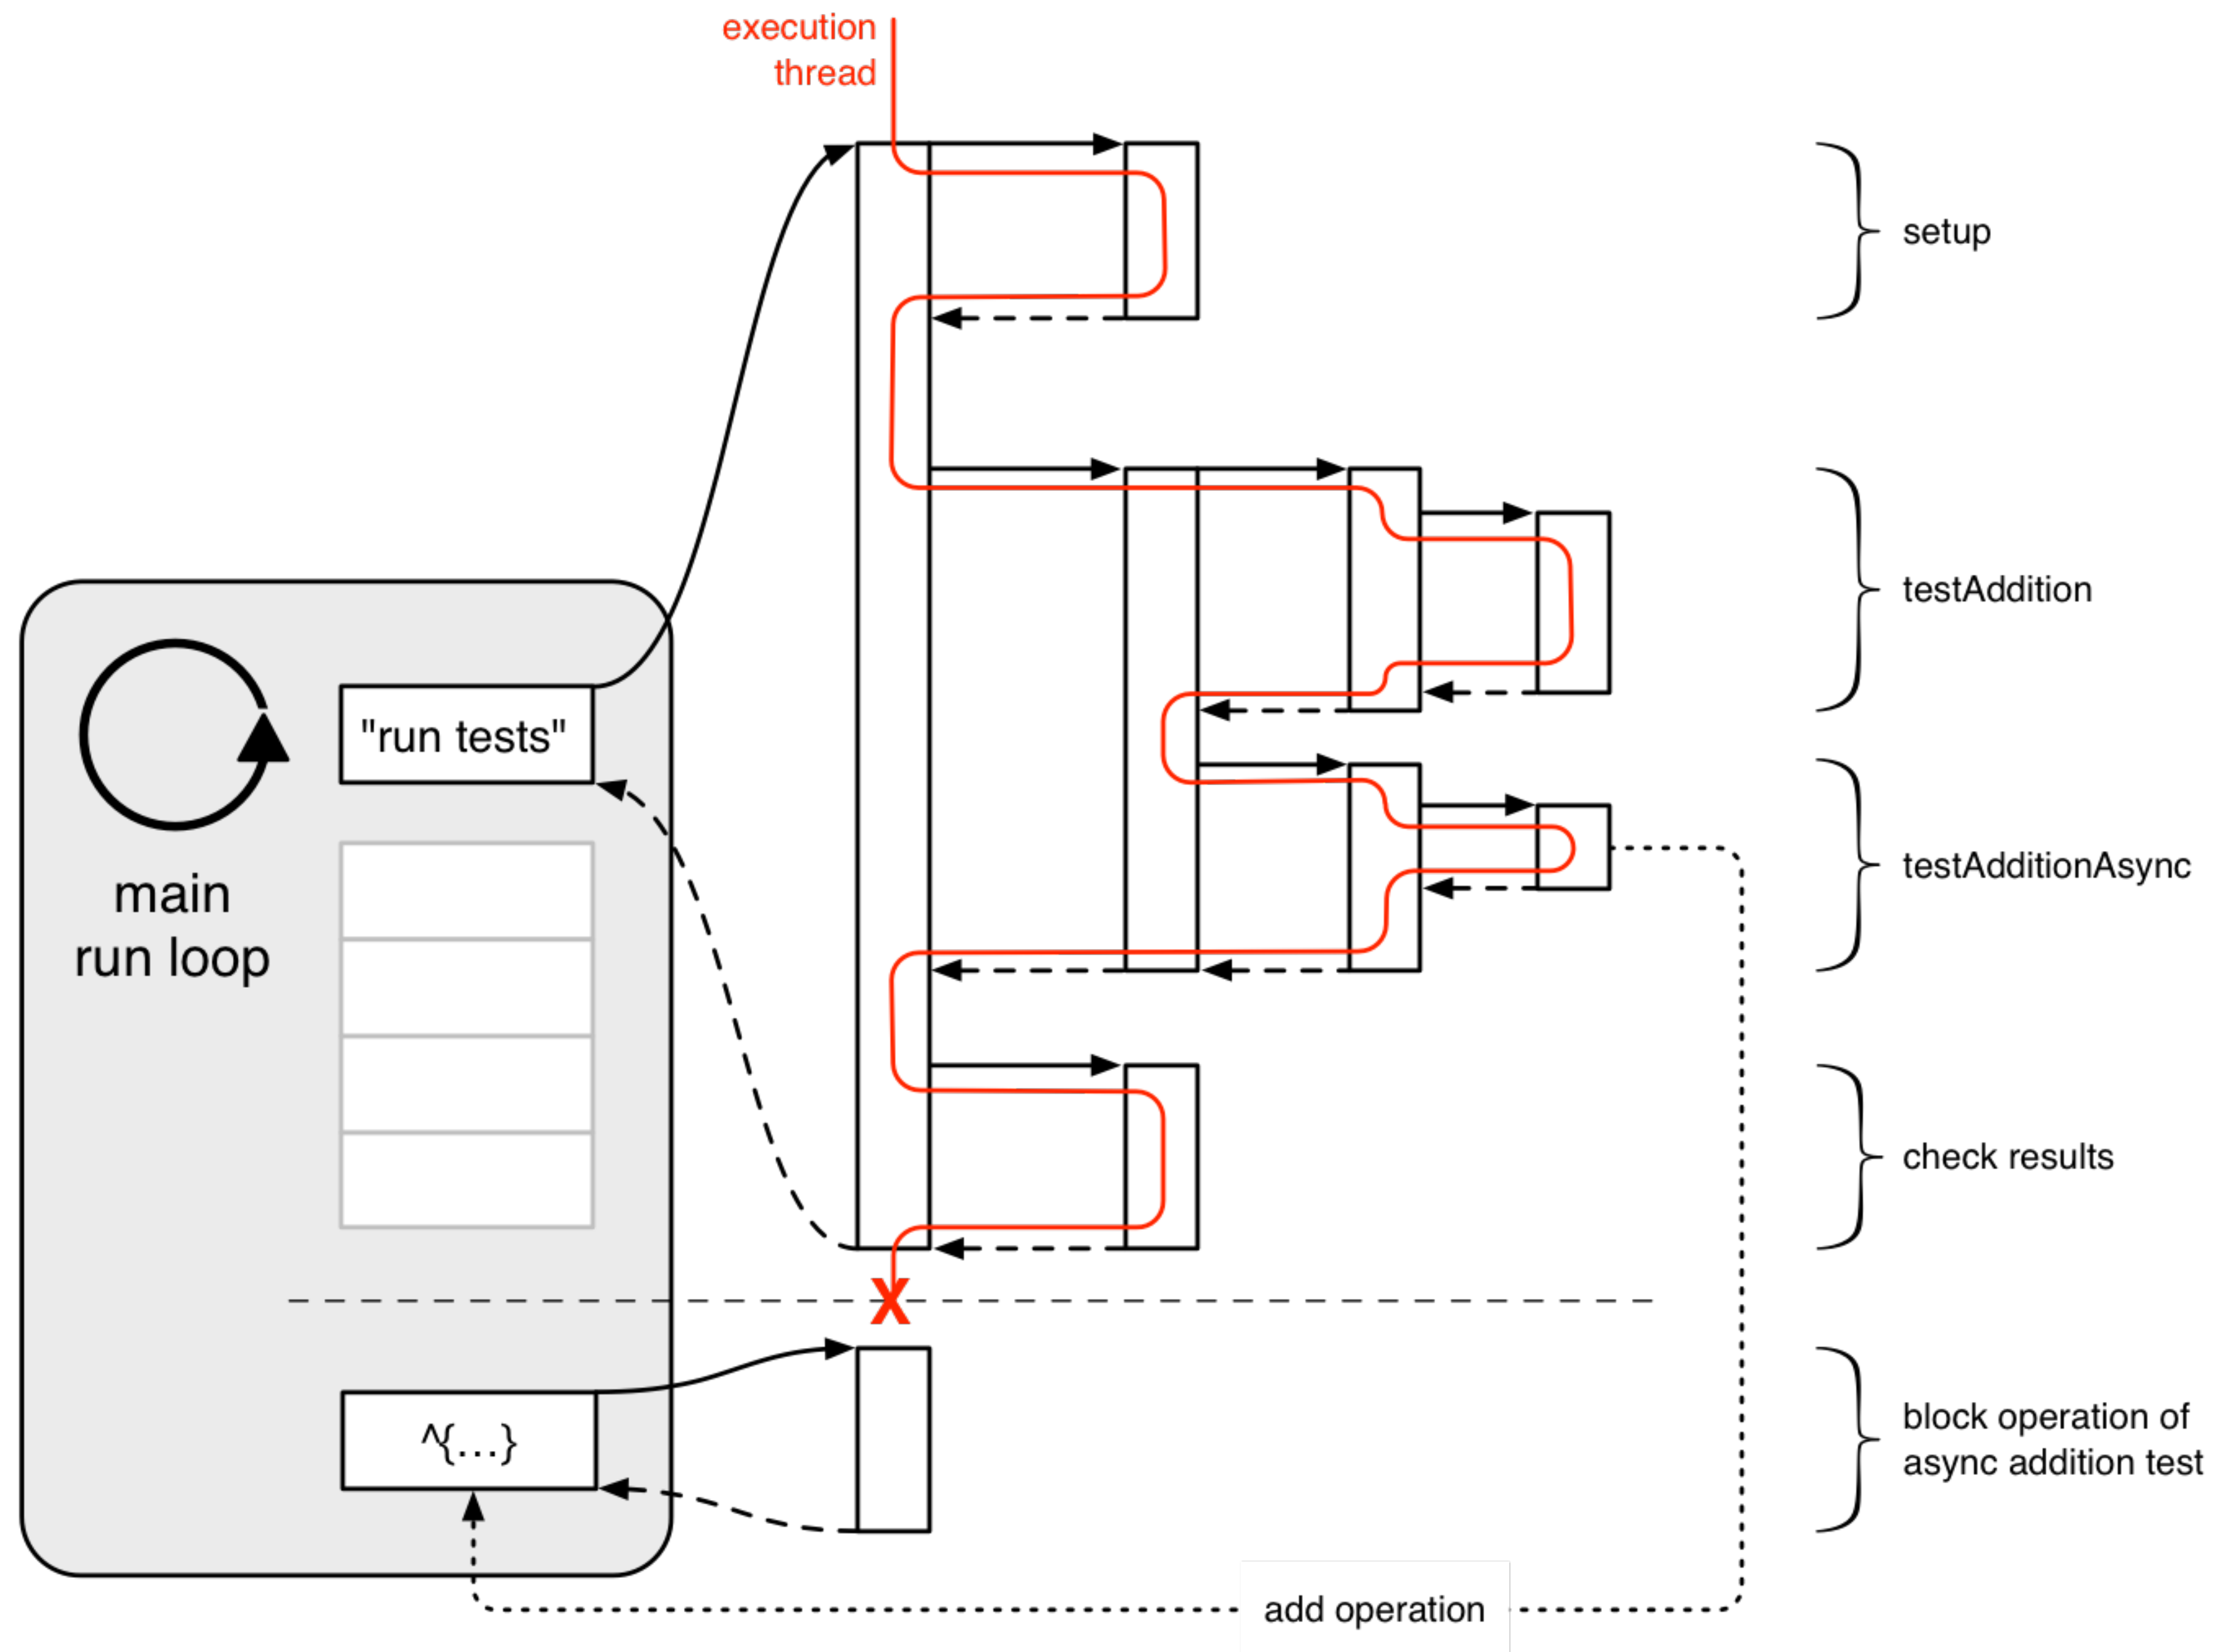 execution
thread
setup
testAddition
"run tests"
main
run loop
testAdditionAsync
check results
^{...}
block operation of
async addition test
X
add operation